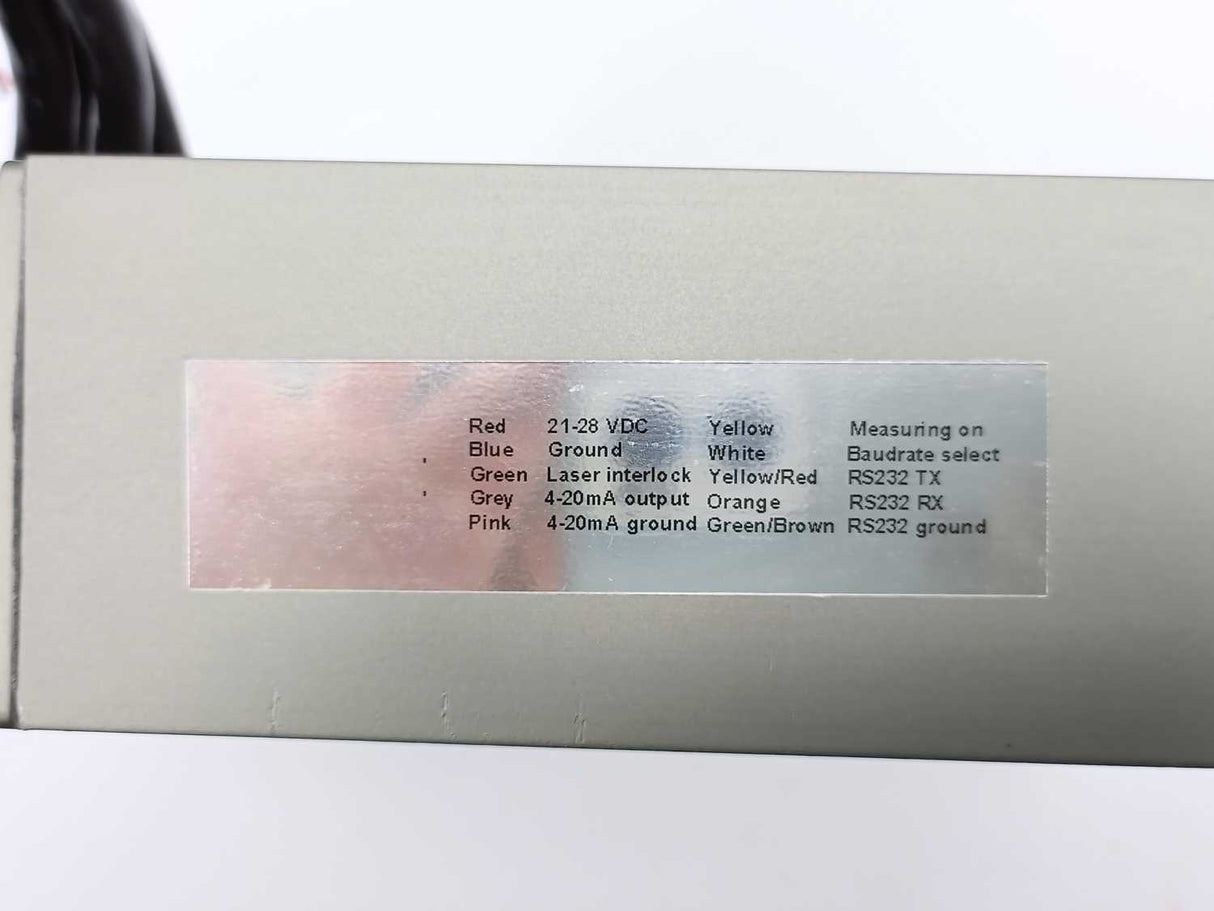 Red 21-28 VDC Yellow Measuring on
Blue Ground White Baudrate select
Green Laser interlock Yellow/Red RS232 TX
Grey 4-20mA output Orange RS232 RX
Pink 4-20mA ground Green/Brown RS232 ground